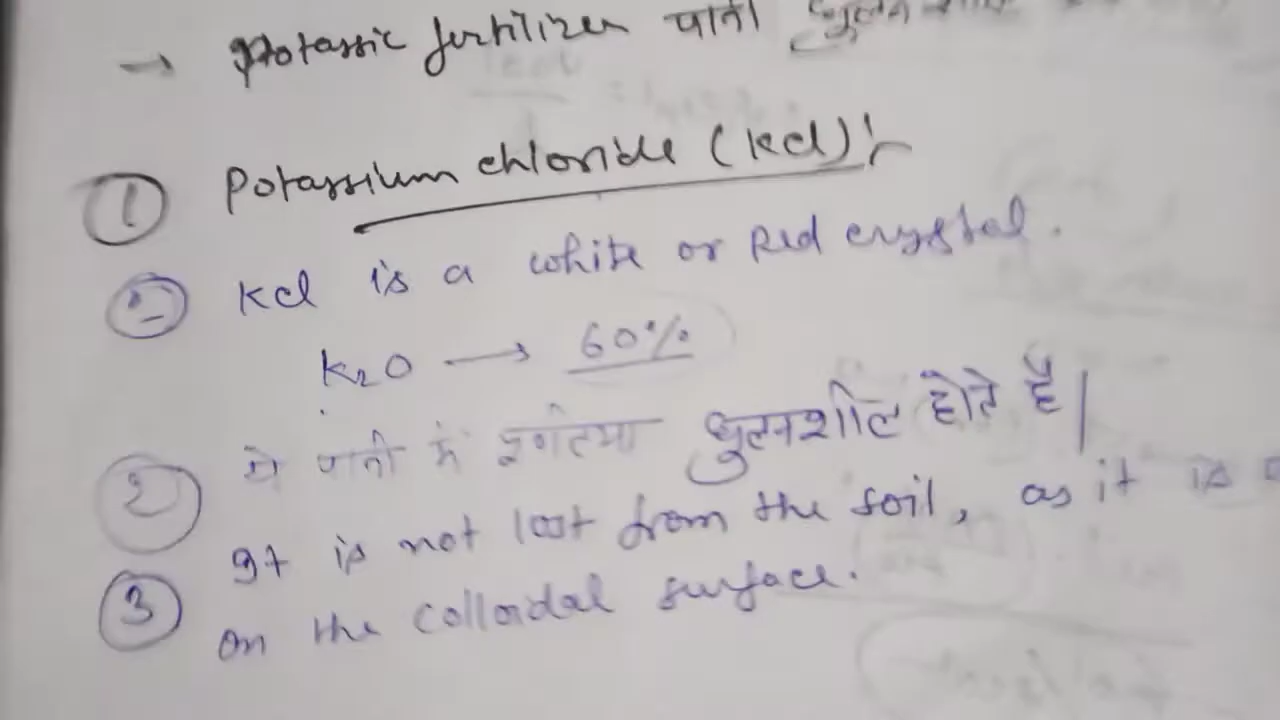 → Potassic fertilizer पानी
① Potassium chloride (Kcl):-
② Kcl is a white or Red crystal.
K₂O → 60%
② ये पानी में पूर्णतया घुलनशील होते हैं|
③ It is not lost from the soil, as it is
on the colloidal surface.